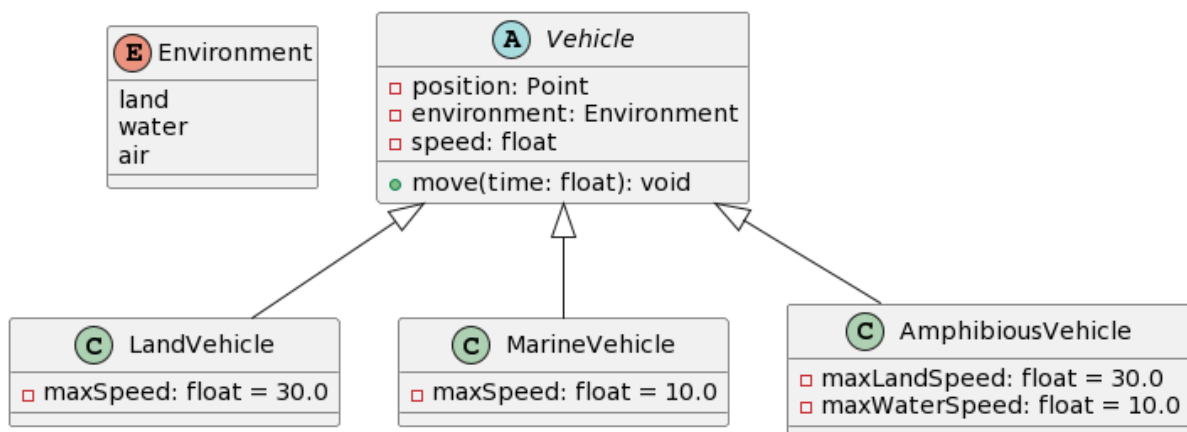 E Environment
land
water
air
A Vehicle
position: Point
environment: Environment
speed: float
move(time: float): void
C LandVehicle
maxSpeed: float = 30.0
C MarineVehicle
maxSpeed: float = 10.0
C AmphibiousVehicle
maxLandSpeed: float = 30.0
maxWaterSpeed: float = 10.0